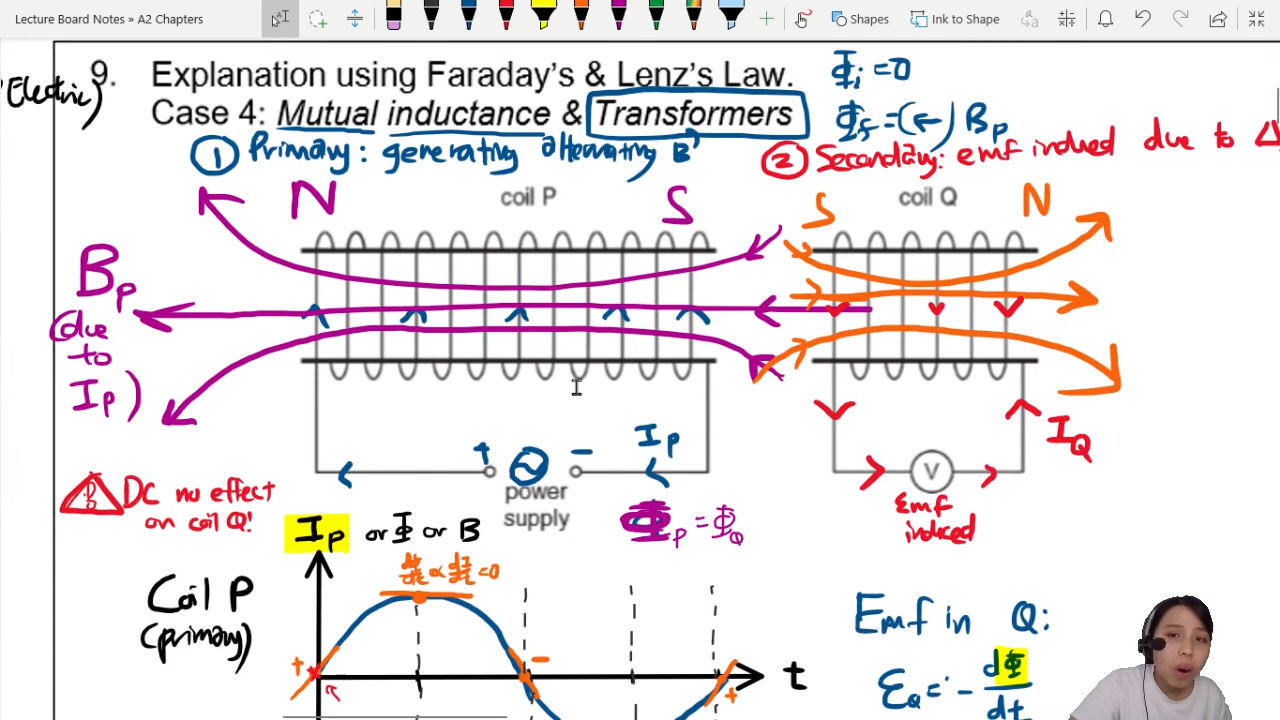 Lecture Board Notes » A2 Chapters
Shapes
Ink to Shape
Electric)
9. Explanation using Faraday's & Lenz's Law.
Case 4: Mutual inductance & Transformers
Φi = 0
Φf = (←) Bp
① Primary: generating alternating B
② Secondary: emf induced due to Δ
N
S
coil P
S
coil Q
N
Bp
(due
to
Ip)
+
−
Ip
IQ
V
power
supply
Emf
induced
DC no effect
on coil Q!
Φp = ΦQ
Ip or Φ or B
Coil P
(primary)
+
−
+
t
Emf in Q:
εQ = - dΦ/dt